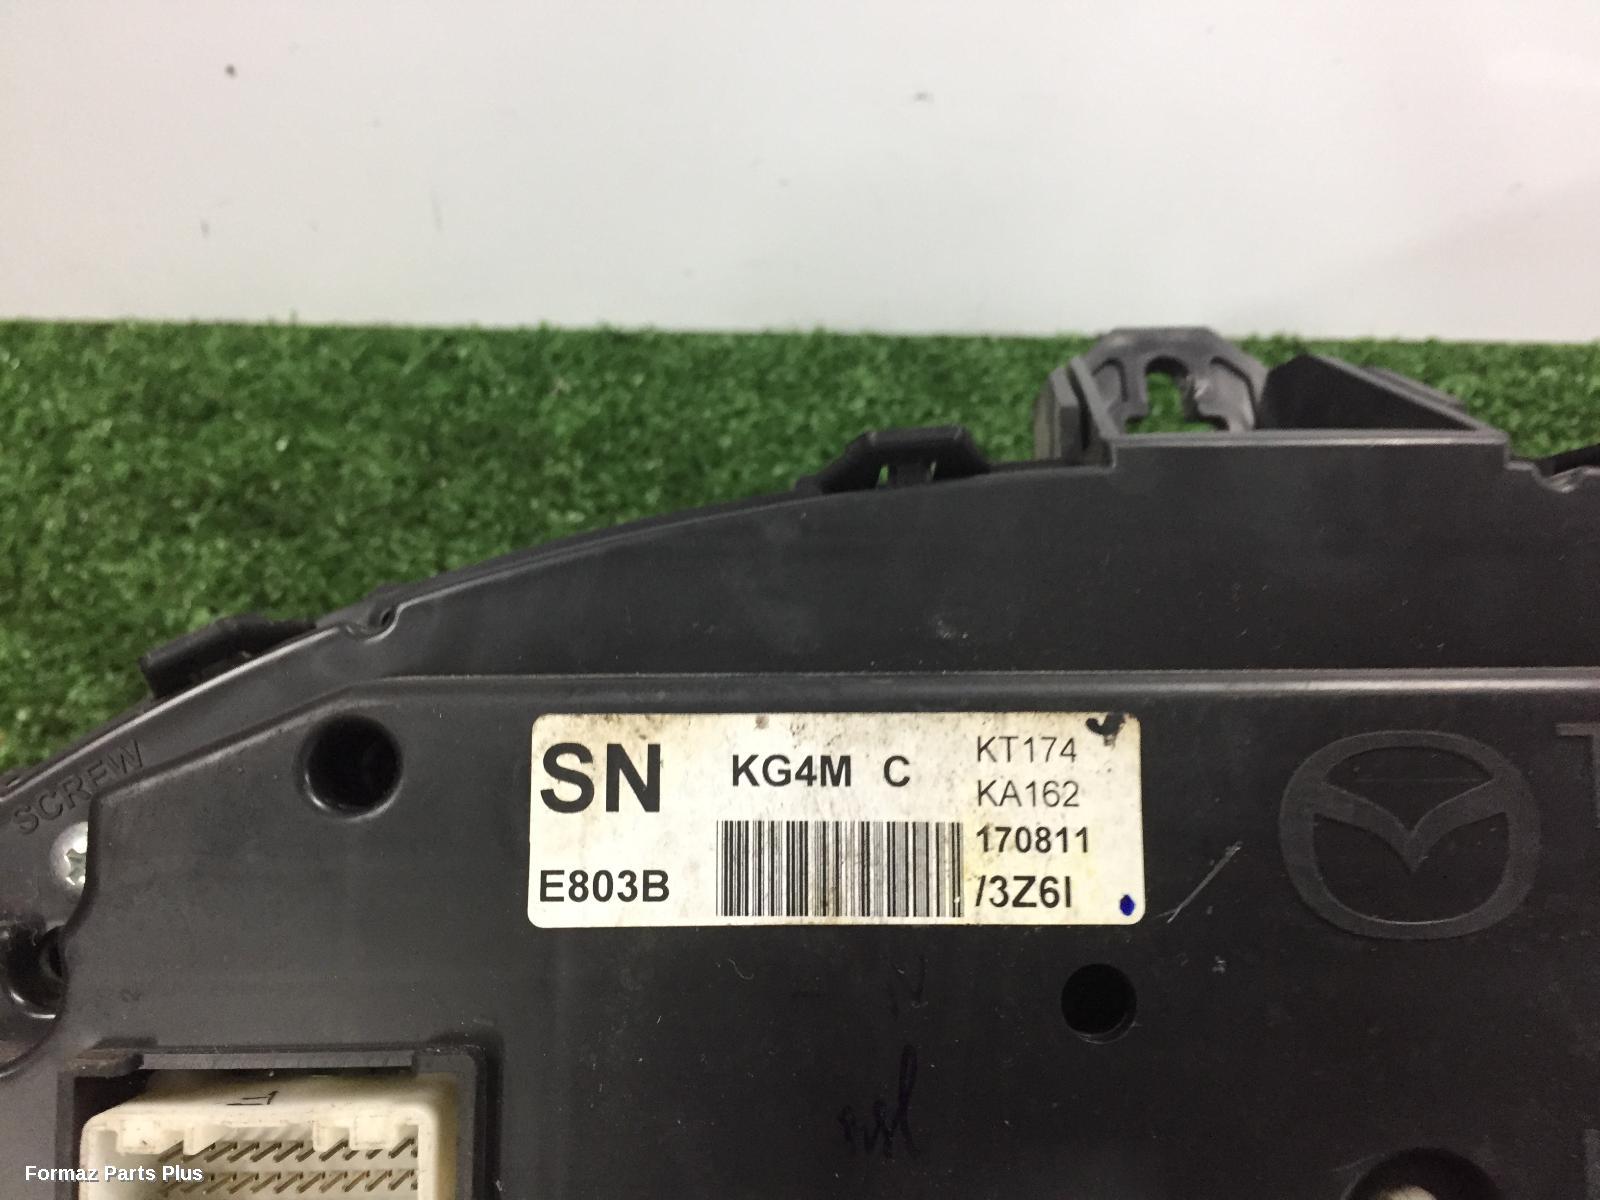 SCREW
SN
KG4M C
KT174
KA162
170811
E803B
/3Z6I
Formaz Parts Plus